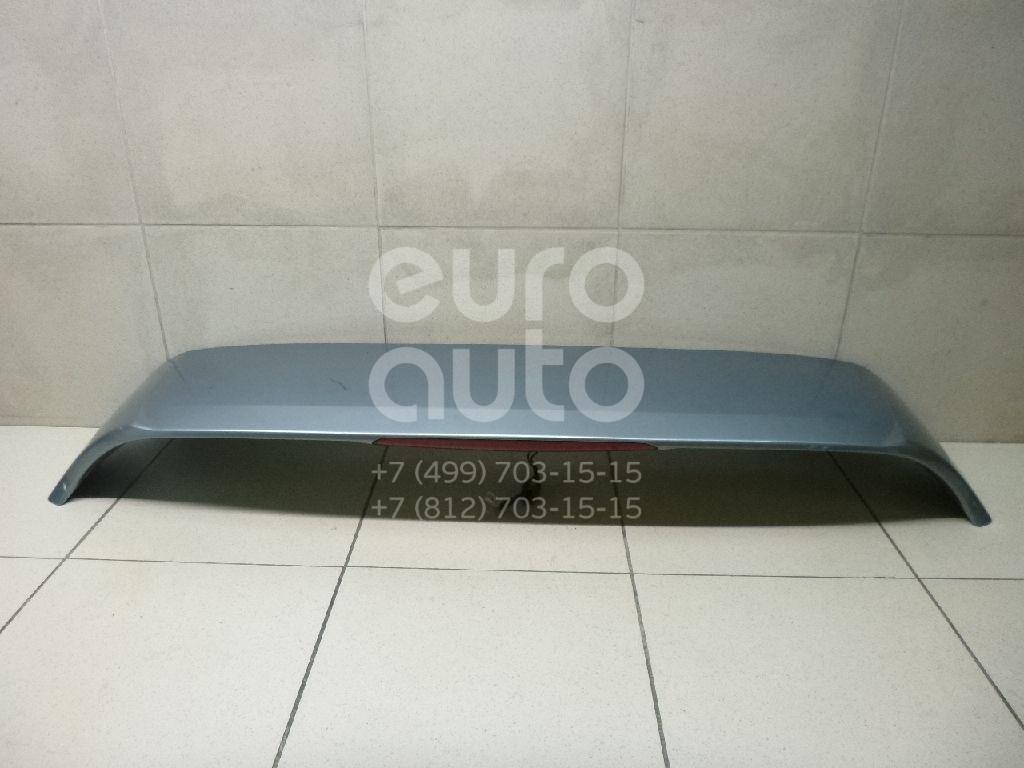 euro
auto
+7 (499) 703-15-15
+7 (812) 703-15-15